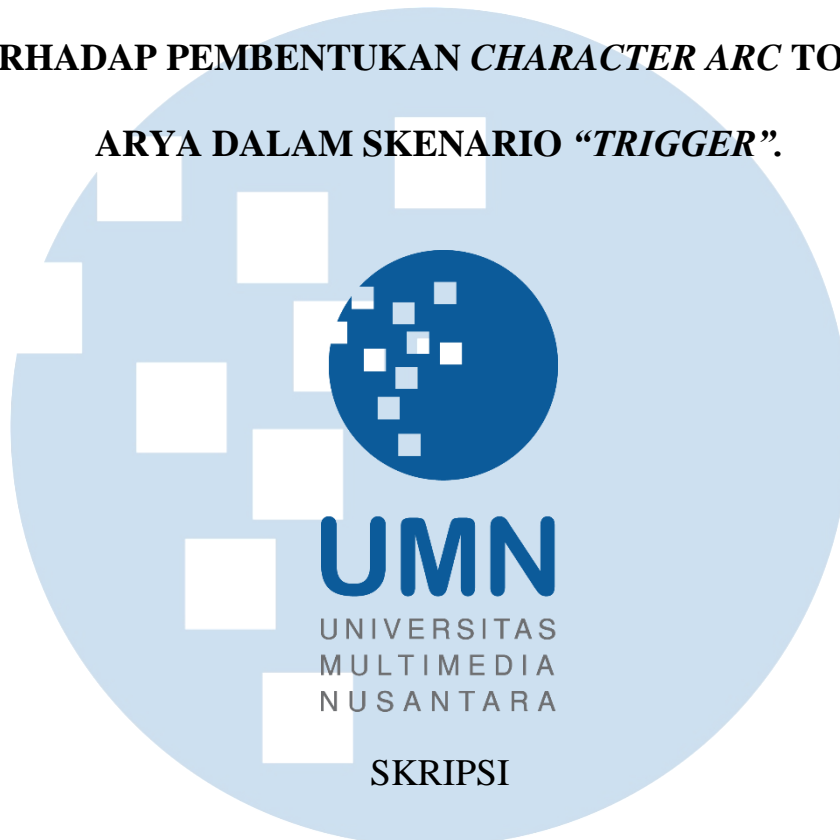 RHADAP PEMBENTUKAN CHARACTER ARC TO
ARYA DALAM SKENARIO “TRIGGER”.
UMN
UNIVERSITAS
MULTIMEDIA
NUSANTARA
SKRIPSI